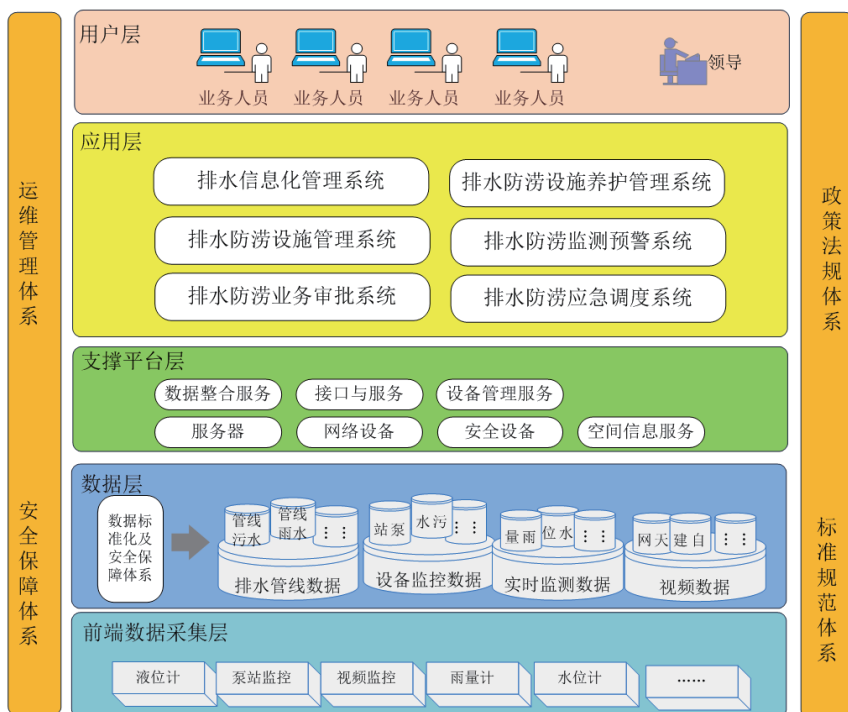 运维管理体系
安全保障体系
用户层
业务人员
业务人员
业务人员
业务人员
领导
应用层
排水信息化管理系统
排水防涝设施养护管理系统
排水防涝设施管理系统
排水防涝监测预警系统
排水防涝业务审批系统
排水防涝应急调度系统
支撑平台层
数据整合服务
接口与服务
设备管理服务
服务器
网络设备
安全设备
空间信息服务
数据层
数据标
准化及
安全保
障体系
管线
污水
管线
雨水
⋮⋮
排水管线数据
站泵
水污
⋮⋮
设备监控数据
量雨
位水
⋮⋮
实时监测数据
网天
建自
⋮⋮
视频数据
前端数据采集层
液位计
泵站监控
视频监控
雨量计
水位计
……
政策法规体系
标准规范体系